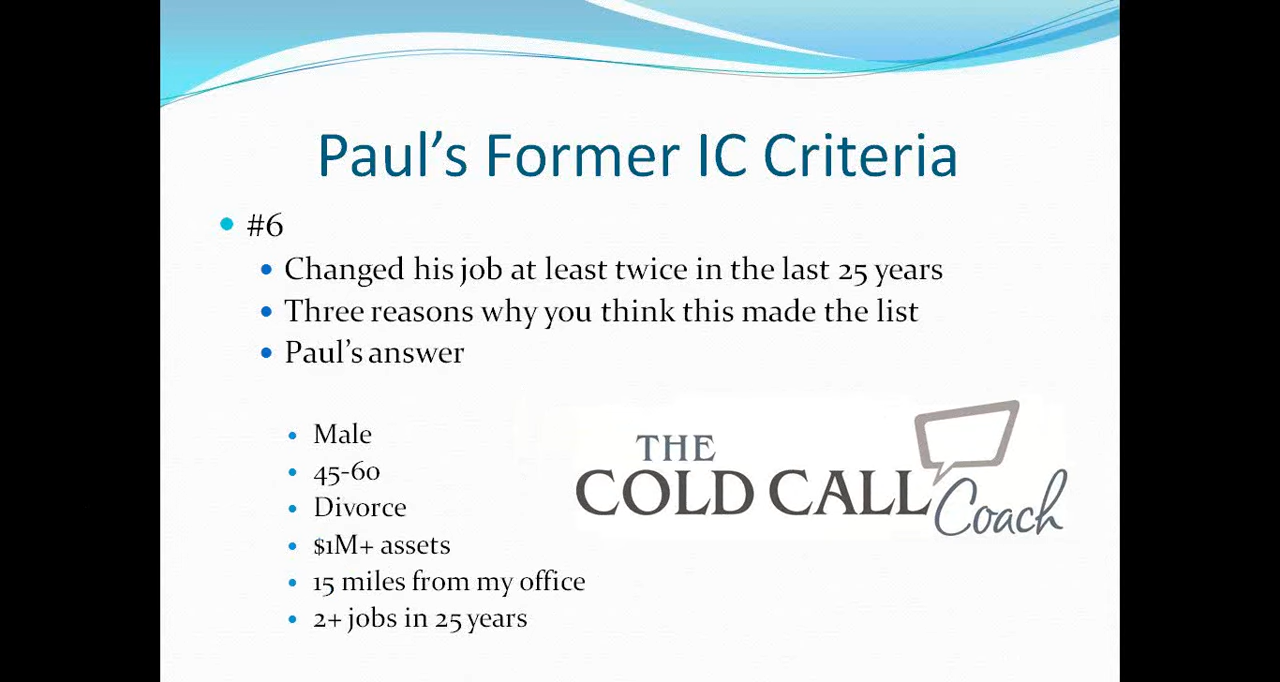 Paul's Former IC Criteria
#6
Changed his job at least twice in the last 25 years
Three reasons why you think this made the list
Paul's answer
Male
45-60
Divorce
$1M+ assets
15 miles from my office
2+ jobs in 25 years
THE
COLD CALL
Coach